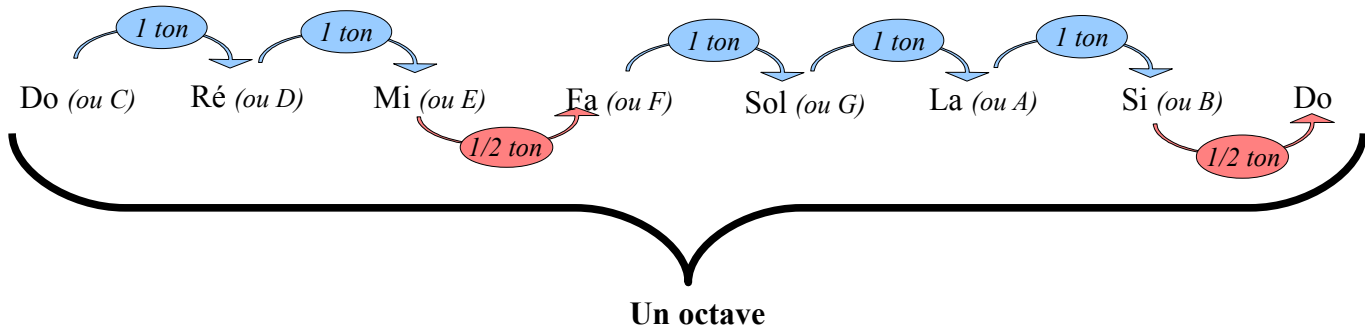 1 ton 1 ton 1 ton 1 ton 1 ton
Do (ou C) Ré (ou D) Mi (ou E) Fa (ou F) Sol (ou G) La (ou A) Si (ou B) Do
1/2 ton 1/2 ton
Un octave